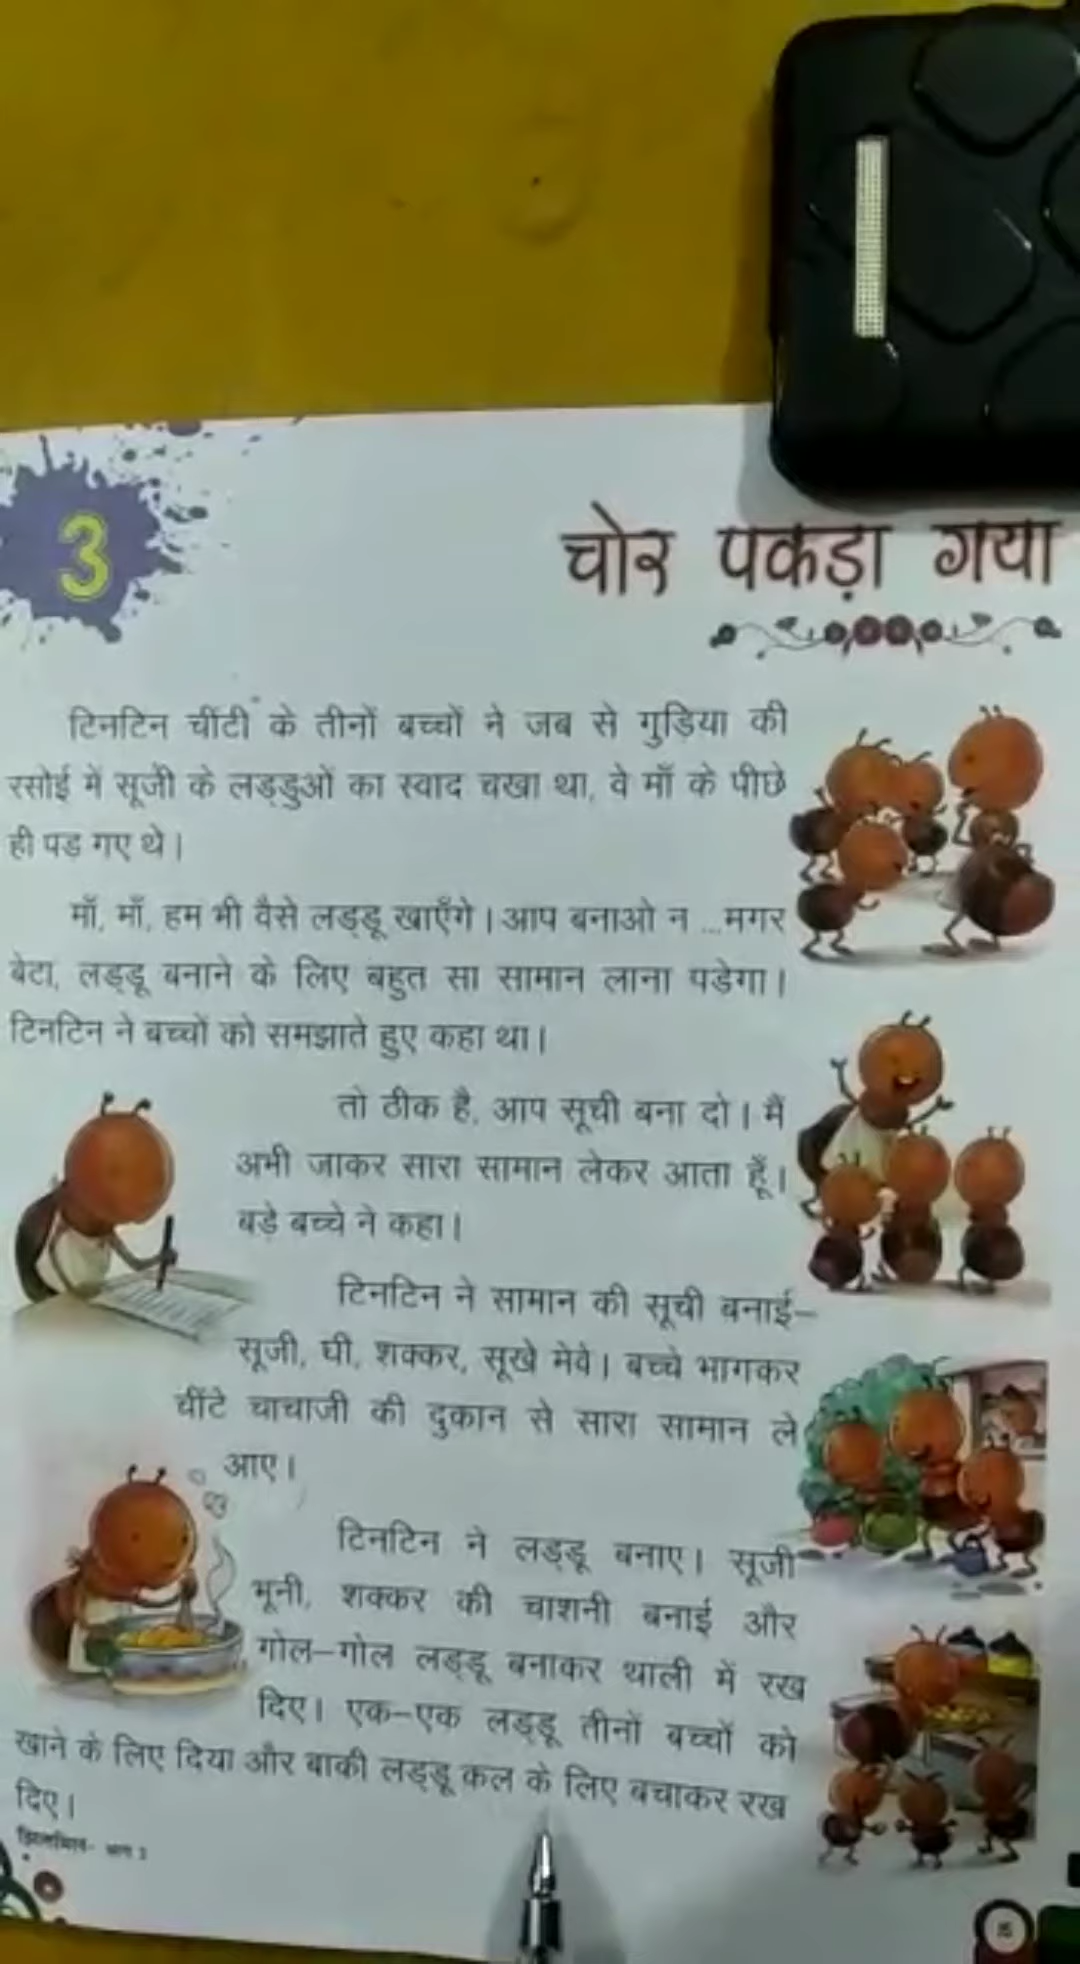 3
चोर पकड़ा गया
टिनटिन चींटी के तीनों बच्चों ने जब से गुड़िया की
रसोई में सूजी के लड्डुओं का स्वाद चखा था, वे माँ के पीछे
ही पड गए थे।
माँ, माँ, हम भी वैसे लड्डू खाएँगे। आप बनाओ न ...मगर
बेटा, लड्डू बनाने के लिए बहुत सा सामान लाना पडेगा।
टिनटिन ने बच्चों को समझाते हुए कहा था।
तो ठीक है, आप सूची बना दो। मैं
अभी जाकर सारा सामान लेकर आता हूँ।
बड़े बच्चे ने कहा।
टिनटिन ने सामान की सूची बनाई–
सूजी, घी, शक्कर, सूखे मेवे। बच्चे भागकर
चींटे चाचाजी की दुकान से सारा सामान ले
आए।
टिनटिन ने लड्डू बनाए। सूजी
भूनी, शक्कर की चाशनी बनाई और
गोल–गोल लड्डू बनाकर थाली में रख
दिए। एक–एक लड्डू तीनों बच्चों को
खाने के लिए दिया और बाकी लड्डू कल के लिए बचाकर रख
दिए।